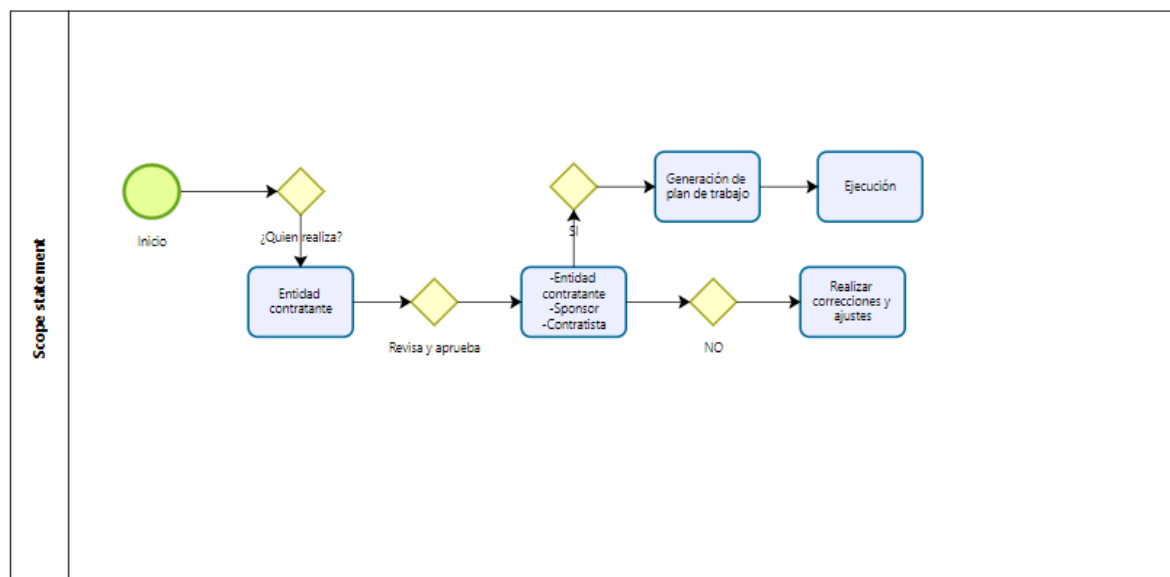 Scope statement
Inicio
¿Quien realiza?
Entidad
contratante
Revisa y aprueba
-Entidad
contratante
-Sponsor
-Contratista
SI
Generación de
plan de trabajo
Ejecución
NO
Realizar
correcciones y
ajustes